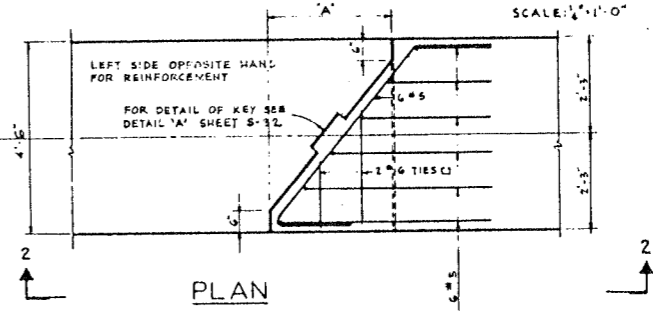 "A"
SCALE: 1/4"=1'-0"
6"
LEFT SIDE OPPOSITE HAND
FOR REINFORCEMENT
6 #5
FOR DETAIL OF KEY SEE
DETAIL 'A' SHEET S-32
4'-6"
2'-3"
2 #6 TIES
2'-3"
6"
2
2
PLAN
6 #5